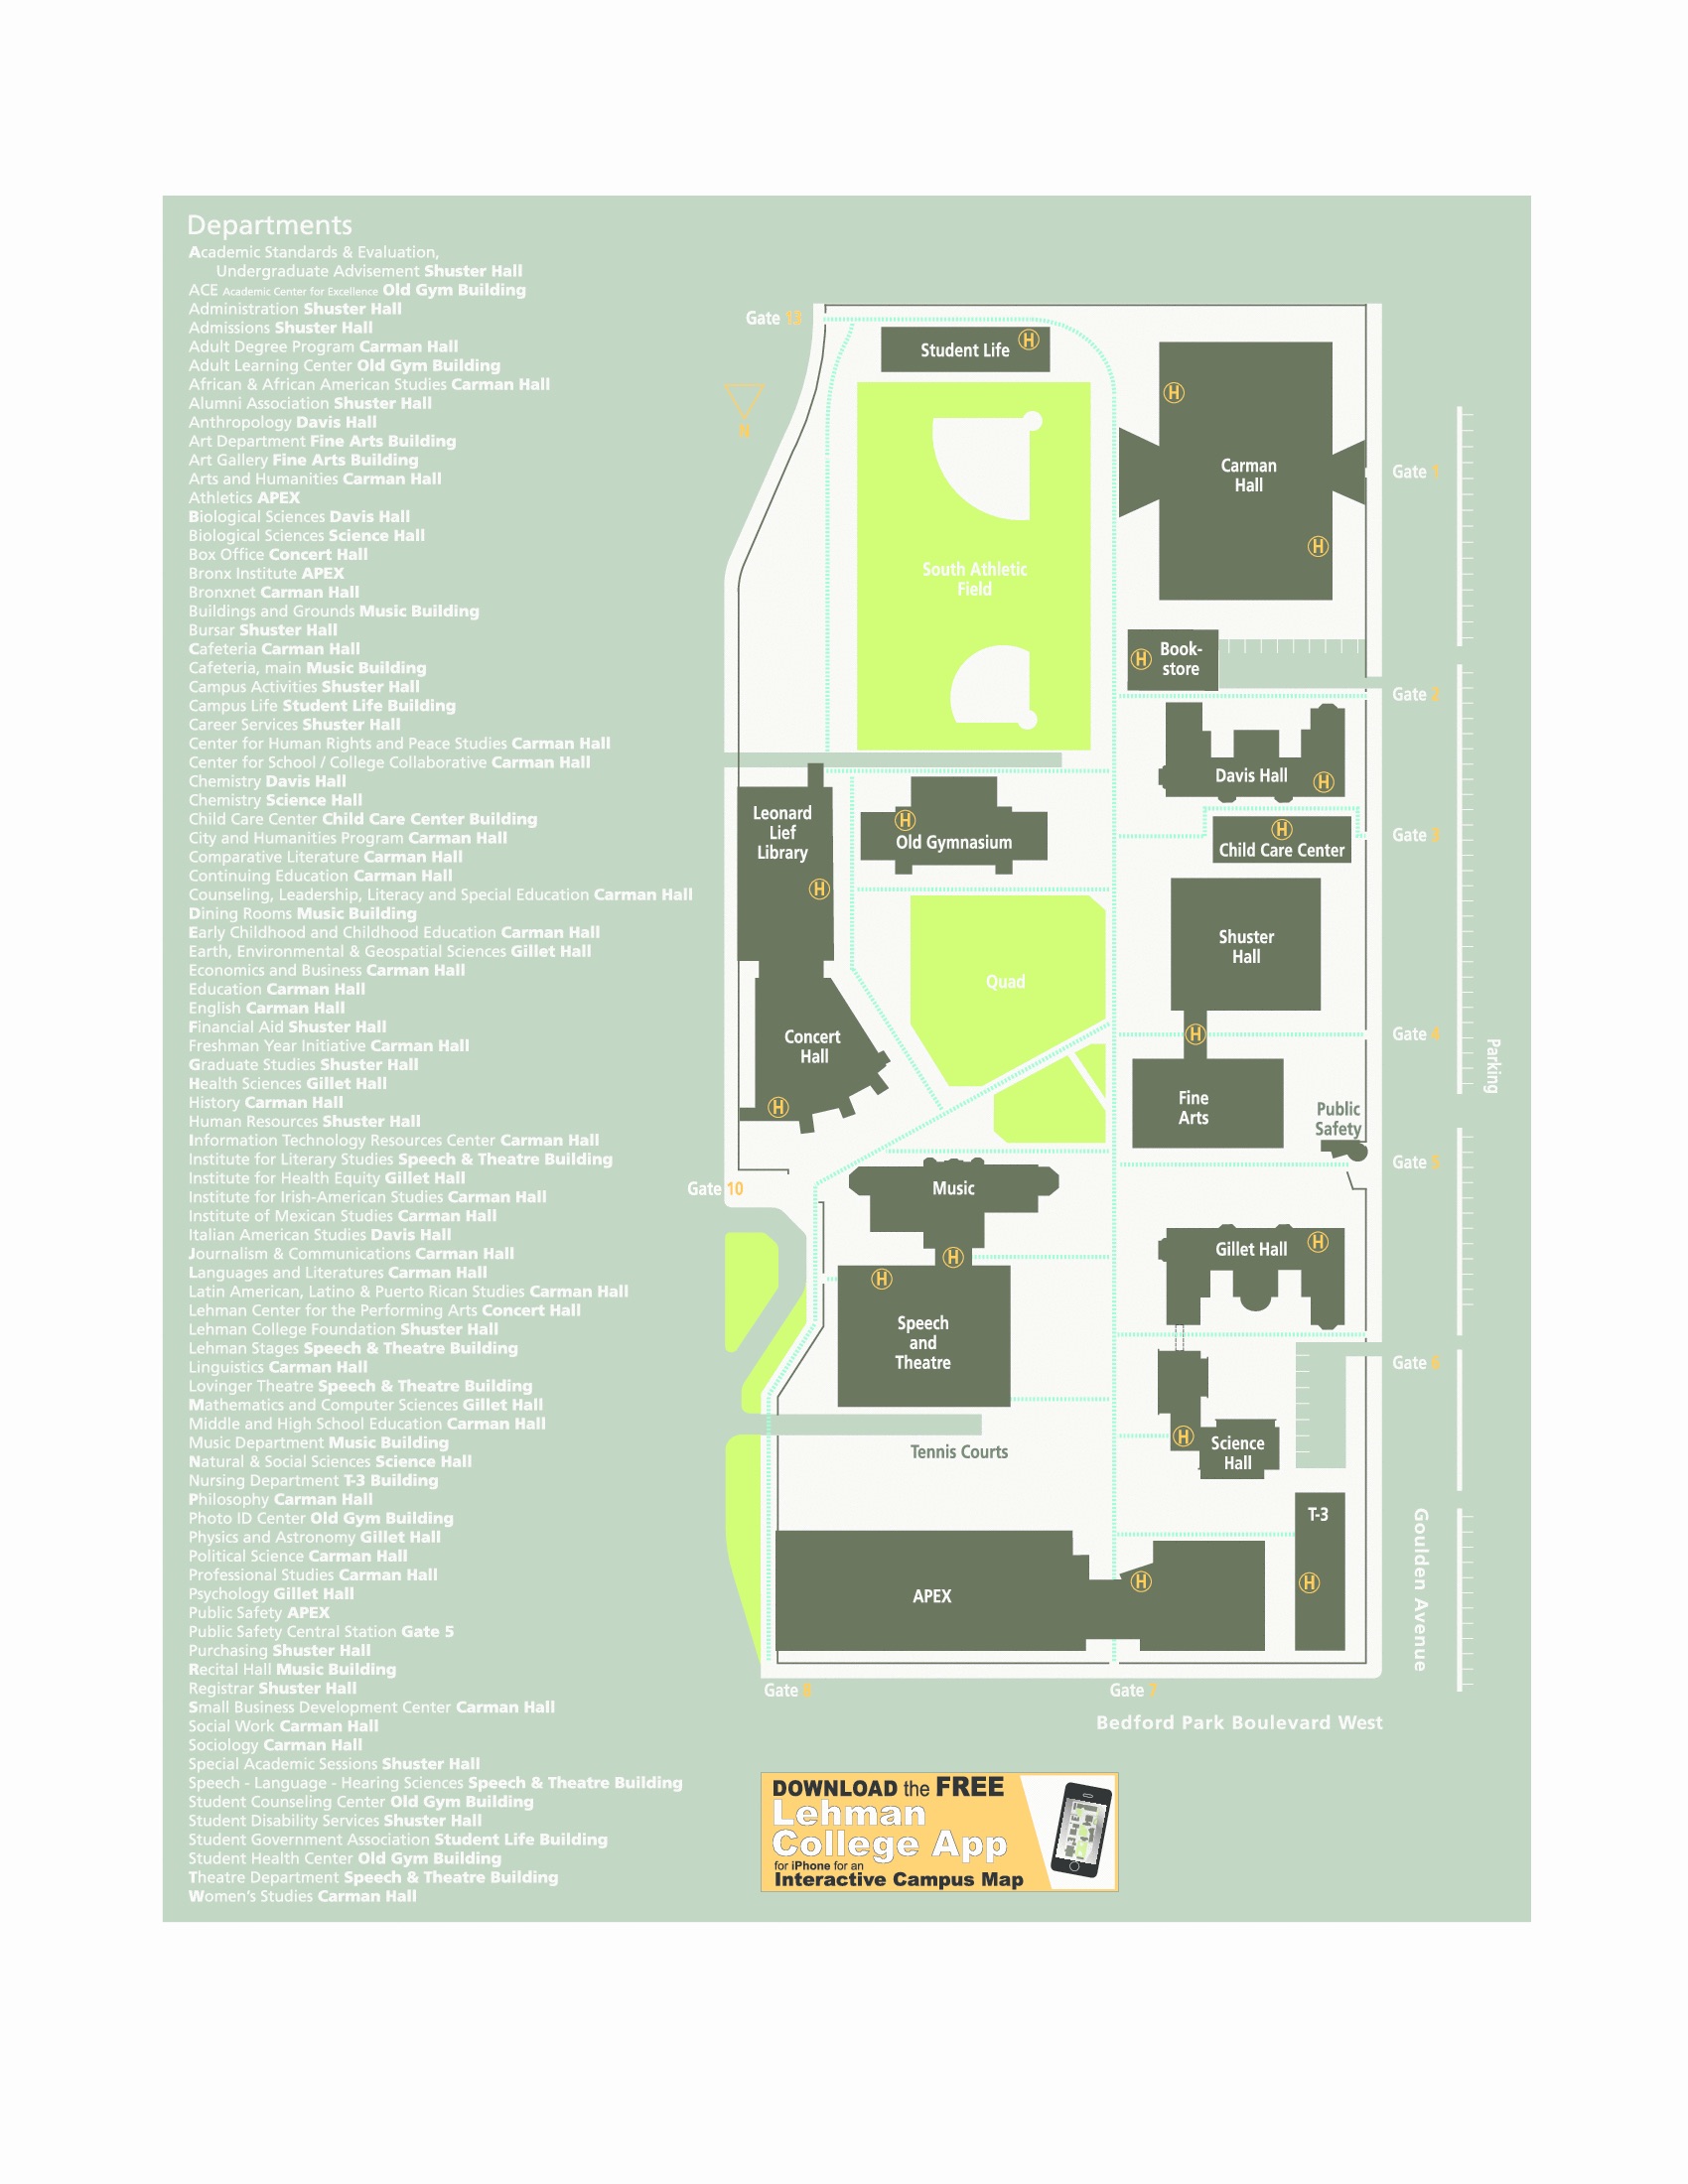 Departments
Academic Standards & Evaluation,
Undergraduate Advisement Shuster Hall
ACE Academic Center for Excellence Old Gym Building
Administration Shuster Hall
Admissions Shuster Hall
Adult Degree Program Carman Hall
Adult Learning Center Old Gym Building
African & African American Studies Carman Hall
Alumni Association Shuster Hall
Anthropology Davis Hall
Art Department Fine Arts Building
Art Gallery Fine Arts Building
Arts and Humanities Carman Hall
Athletics APEX
Biological Sciences Davis Hall
Biological Sciences Science Hall
Box Office Concert Hall
Bronx Institute APEX
Bronxnet Carman Hall
Buildings and Grounds Music Building
Bursar Shuster Hall
Cafeteria Carman Hall
Cafeteria, main Music Building
Campus Activities Shuster Hall
Campus Life Student Life Building
Career Services Shuster Hall
Center for Human Rights and Peace Studies Carman Hall
Center for School / College Collaborative Carman Hall
Chemistry Davis Hall
Chemistry Science Hall
Child Care Center Child Care Center Building
City and Humanities Program Carman Hall
Comparative Literature Carman Hall
Continuing Education Carman Hall
Counseling, Leadership, Literacy and Special Education Carman Hall
Dining Rooms Music Building
Early Childhood and Childhood Education Carman Hall
Earth, Environmental & Geospatial Sciences Gillet Hall
Economics and Business Carman Hall
Education Carman Hall
English Carman Hall
Financial Aid Shuster Hall
Freshman Year Initiative Carman Hall
Graduate Studies Shuster Hall
Health Sciences Gillet Hall
History Carman Hall
Human Resources Shuster Hall
Information Technology Resources Center Carman Hall
Institute for Literary Studies Speech & Theatre Building
Institute for Health Equity Gillet Hall
Institute for Irish-American Studies Carman Hall
Institute of Mexican Studies Carman Hall
Italian American Studies Davis Hall
Journalism & Communications Carman Hall
Languages and Literatures Carman Hall
Latin American, Latino & Puerto Rican Studies Carman Hall
Lehman Center for the Performing Arts Concert Hall
Lehman College Foundation Shuster Hall
Lehman Stages Speech & Theatre Building
Linguistics Carman Hall
Lovinger Theatre Speech & Theatre Building
Mathematics and Computer Sciences Gillet Hall
Middle and High School Education Carman Hall
Music Department Music Building
Natural & Social Sciences Science Hall
Nursing Department T-3 Building
Philosophy Carman Hall
Photo ID Center Old Gym Building
Physics and Astronomy Gillet Hall
Political Science Carman Hall
Professional Studies Carman Hall
Psychology Gillet Hall
Public Safety APEX
Public Safety Central Station Gate 5
Purchasing Shuster Hall
Recital Hall Music Building
Registrar Shuster Hall
Small Business Development Center Carman Hall
Social Work Carman Hall
Sociology Carman Hall
Special Academic Sessions Shuster Hall
Speech - Language - Hearing Sciences Speech & Theatre Building
Student Counseling Center Old Gym Building
Student Disability Services Shuster Hall
Student Government Association Student Life Building
Student Health Center Old Gym Building
Theatre Department Speech & Theatre Building
Women's Studies Carman Hall
Gate 13
Student Life
H
H
N
Carman
Hall
Gate 1
H
South Athletic
Field
Book-
store
H
Gate 2
Davis Hall
H
Leonard
Lief
Library
H
Old Gymnasium
H
Child Care Center
H
Gate 3
Shuster
Hall
Quad
Concert
Hall
H
H
Gate 4
Parking
Fine
Arts
Public
Safety
Gate 5
Gate 10
Music
H
Gillet Hall
H
H
Speech
and
Theatre
Gate 6
Tennis Courts
H
Science
Hall
T-3
H
APEX
H
Goulden Avenue
Gate 8
Gate 7
Bedford Park Boulevard West
DOWNLOAD the FREE
Lehman
College App
for iPhone for an
Interactive Campus Map